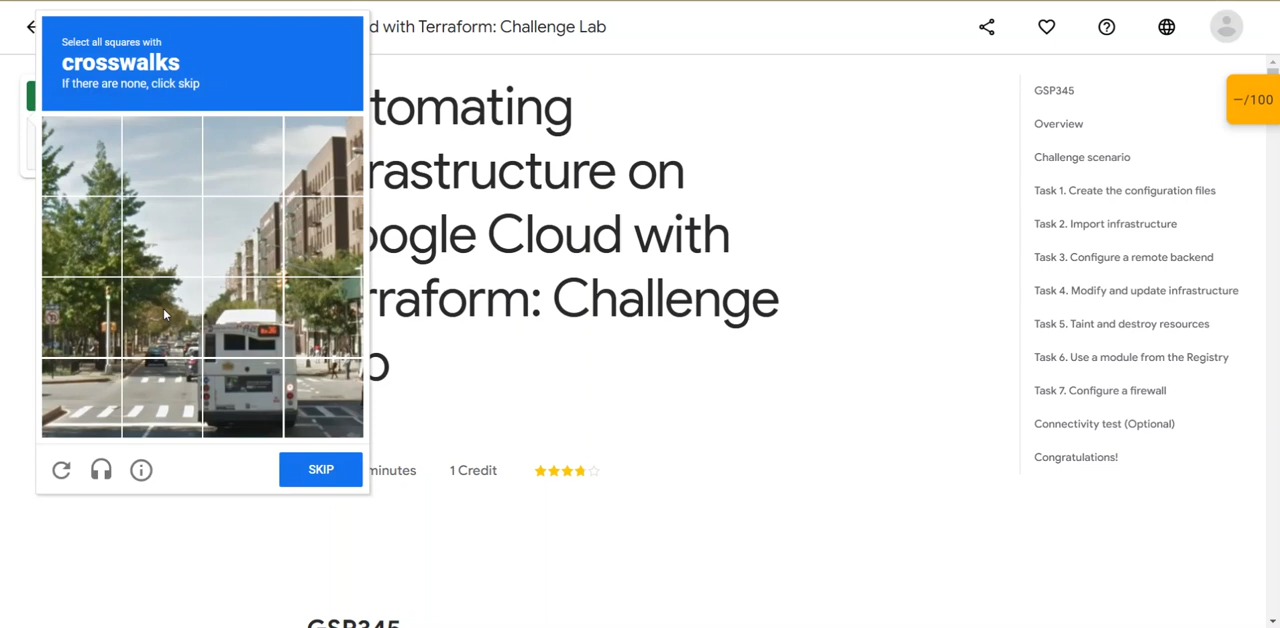 Select all squares with
crosswalks
If there are none, click skip
SKIP
d with Terraform: Challenge Lab
tomating
rastructure on
oogle Cloud with
rraform: Challenge
b
minutes
1 Credit
GSP345
GSP345
Overview
Challenge scenario
Task 1. Create the configuration files
Task 2. Import infrastructure
Task 3. Configure a remote backend
Task 4. Modify and update infrastructure
Task 5. Taint and destroy resources
Task 6. Use a module from the Registry
Task 7. Configure a firewall
Connectivity test (Optional)
Congratulations!
–/100